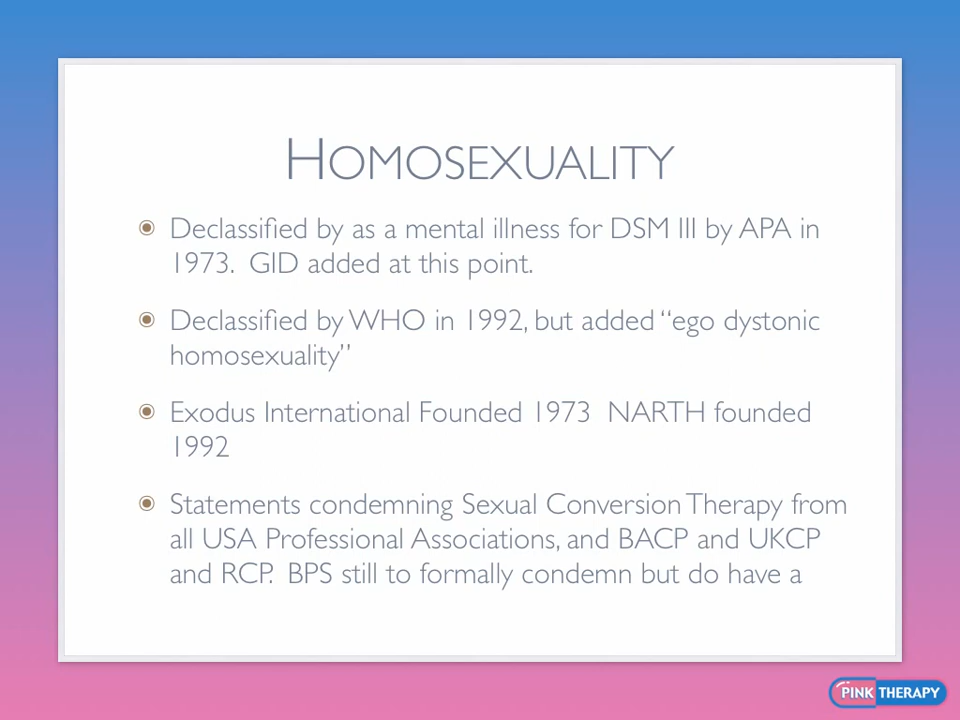 HOMOSEXUALITY
Declassified by as a mental illness for DSM III by APA in
1973.  GID added at this point.
Declassified by WHO in 1992, but added “ego dystonic
homosexuality”
Exodus International Founded 1973  NARTH founded
1992
Statements condemning Sexual Conversion Therapy from
all USA Professional Associations, and BACP and UKCP
and RCP.  BPS still to formally condemn but do have a
PINK THERAPY